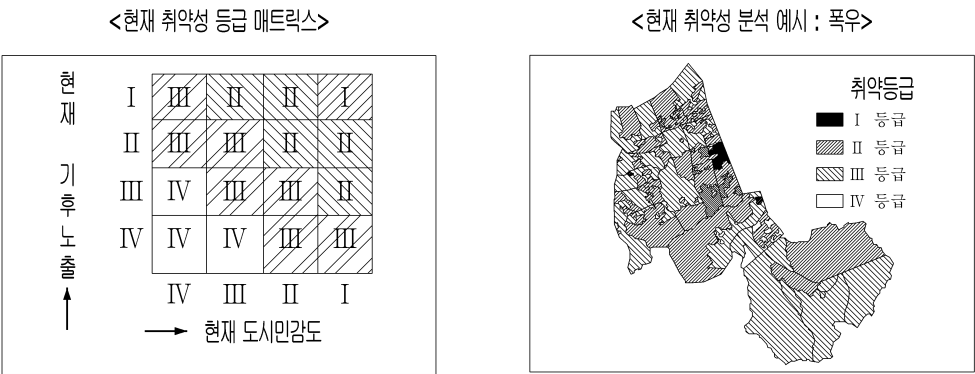 <현재 취약성 등급 매트릭스>
현재 기후노출
Ⅰ Ⅲ Ⅱ Ⅱ Ⅰ
Ⅱ Ⅲ Ⅲ Ⅱ Ⅱ
Ⅲ Ⅳ Ⅲ Ⅲ Ⅱ
Ⅳ Ⅳ Ⅳ Ⅲ Ⅲ
Ⅳ Ⅲ Ⅱ Ⅰ
현재 도시민감도
<현재 취약성 분석 예시 : 폭우>
취약등급
Ⅰ 등급
Ⅱ 등급
Ⅲ 등급
Ⅳ 등급